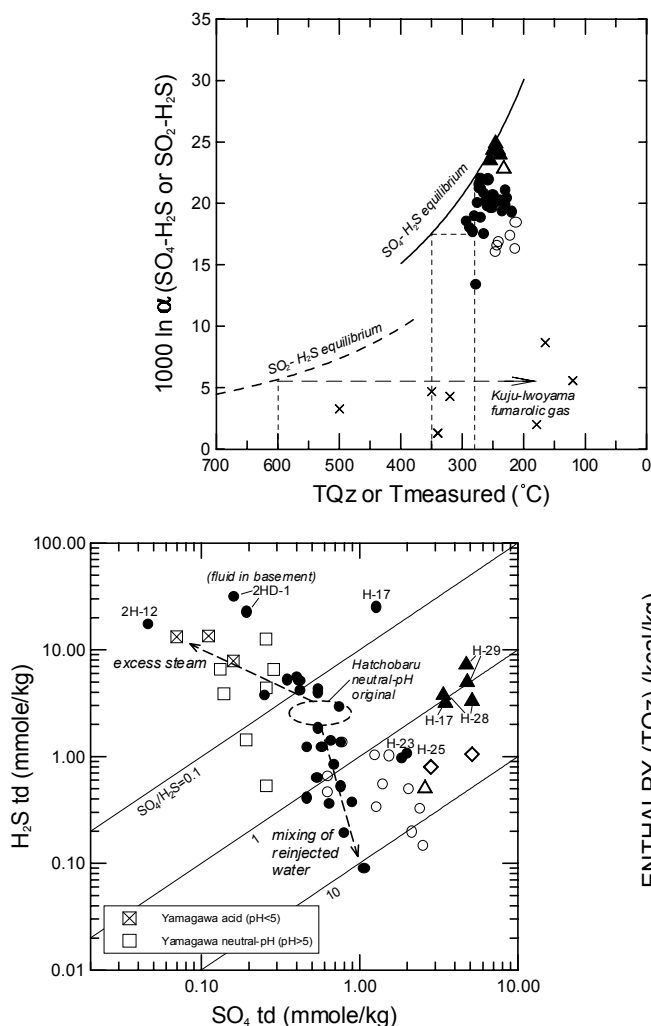 35
30
25
20
15
10
5
0
1000 ln α (SO4-H2S or SO2-H2S)
SO4- H2S equilibrium
SO2- H2S equilibrium
Kuju-Iwoyama
fumarolic gas
700 600 500 400 300 200 100 0
TQz or Tmeasured (˚C)
100.00
10.00
1.00
0.10
0.01
H2S td (mmole/kg)
(fluid in basement)
2HD-1
2H-12
H-17
excess steam
Hatchobaru
neutral-pH
original
H-29
H-17
H-28
H-23
H-25
SO4/H2S=0.1
1
10
mixing of
reinjected
water
Yamagawa acid (pH<5)
Yamagawa neutral-pH (pH>5)
0.10 1.00 10.00
SO4 td (mmole/kg)
ENTHALPY (TQz) (kcal/kg)